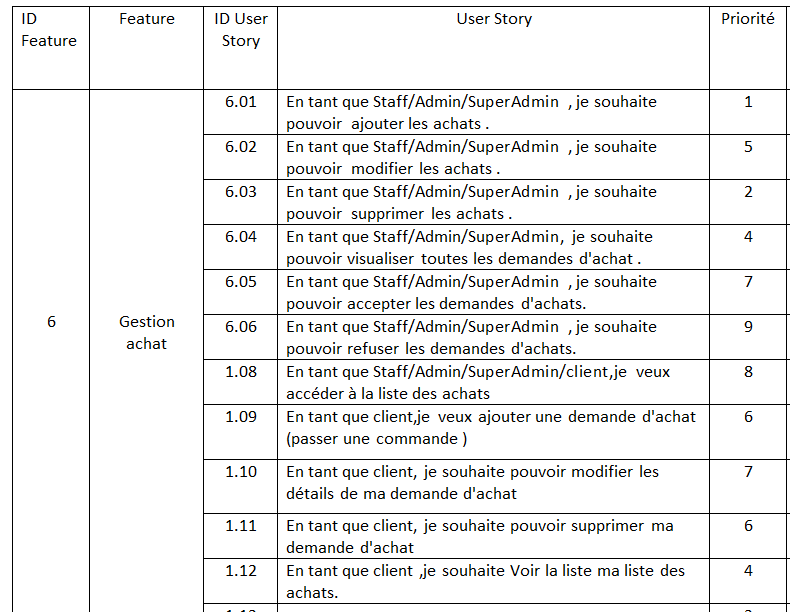 ID Feature Feature ID User Story User Story Priorité
6 Gestion achat
6.01 En tant que Staff/Admin/SuperAdmin , je souhaite 1
pouvoir ajouter les achats .
6.02 En tant que Staff/Admin/SuperAdmin , je souhaite 5
pouvoir modifier les achats .
6.03 En tant que Staff/Admin/SuperAdmin , je souhaite 2
pouvoir supprimer les achats .
6.04 En tant que Staff/Admin/SuperAdmin, je souhaite 4
pouvoir visualiser toutes les demandes d'achat .
6.05 En tant que Staff/Admin/SuperAdmin , je souhaite 7
pouvoir accepter les demandes d'achats.
6.06 En tant que Staff/Admin/SuperAdmin , je souhaite 9
pouvoir refuser les demandes d'achats.
1.08 En tant que Staff/Admin/SuperAdmin/client,je veux 8
accéder à la liste des achats
1.09 En tant que client,je veux ajouter une demande d'achat 6
(passer une commande )
1.10 En tant que client, je souhaite pouvoir modifier les 7
détails de ma demande d'achat
1.11 En tant que client, je souhaite pouvoir supprimer ma 6
demande d'achat
1.12 En tant que client ,je souhaite Voir la liste ma liste des 4
achats.